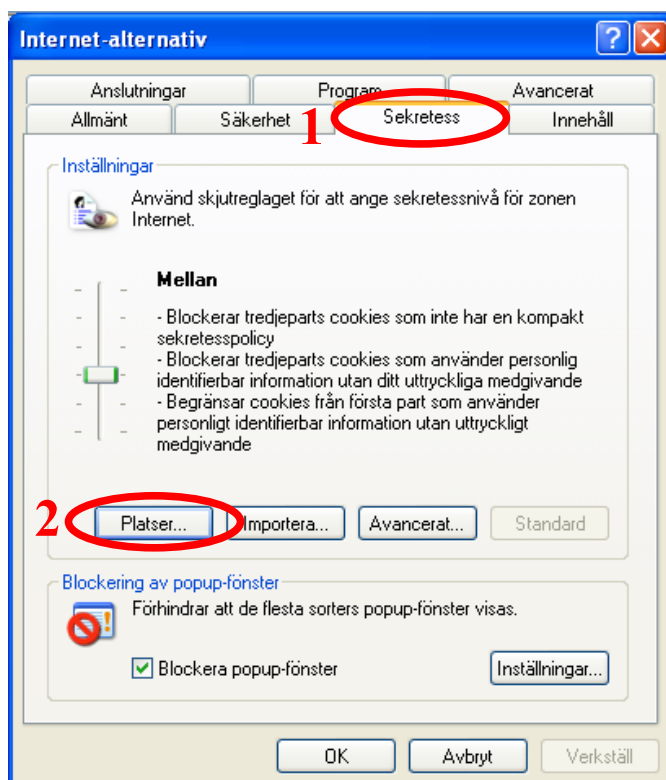 Internet-alternativ
Anslutningar Program Avancerat
Allmänt Säkerhet 1 Sekretess Innehåll
Inställningar
Använd skjutreglaget för att ange sekretessnivå för zonen
Internet.
Mellan
- Blockerar tredjeparts cookies som inte har en kompakt
sekretesspolicy
- Blockerar tredjeparts cookies som använder personlig
identifierbar information utan ditt uttryckliga medgivande
- Begränsar cookies från första part som använder
personligt identifierbar information utan uttryckligt
medgivande
2 Platser... Importera... Avancerat... Standard
Blockering av popup-fönster
Förhindrar att de flesta sorters popup-fönster visas.
Blockera popup-fönster Inställningar...
OK Avbryt Verkställ